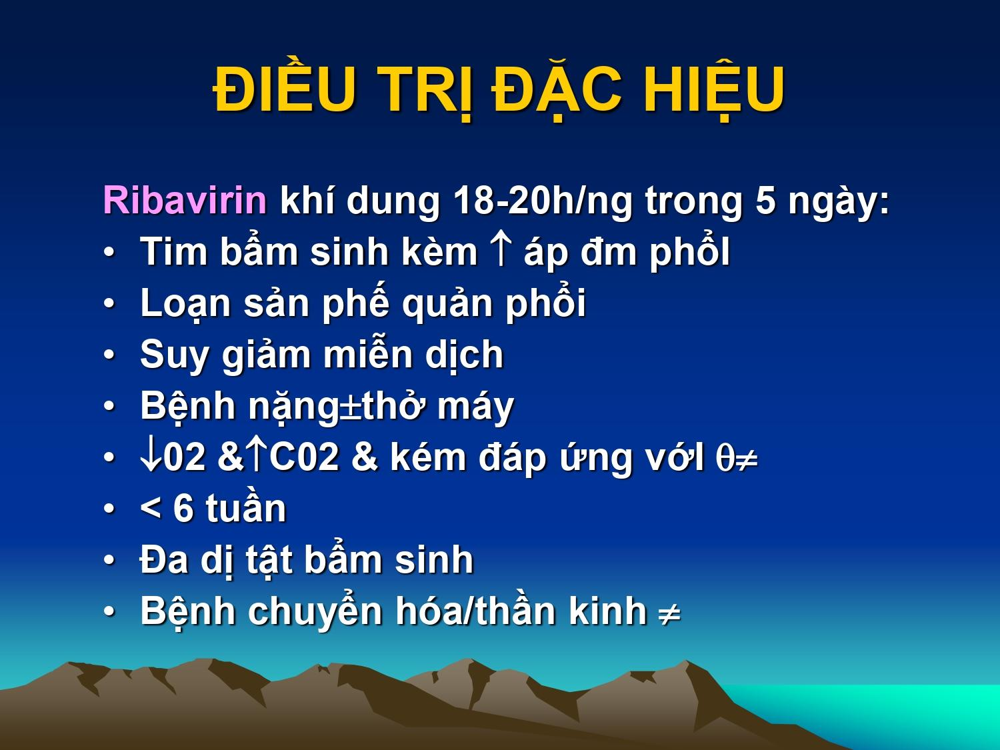 ĐIỀU TRỊ ĐẶC HIỆU
Ribavirin khí dung 18-20h/ng trong 5 ngày:
• Tim bẩm sinh kèm ↑ áp đm phổI
• Loạn sản phế quản phổi
• Suy giảm miễn dịch
• Bệnh nặng±thở máy
• ↓02 &↑C02 & kém đáp ứng vớI θ≠
• < 6 tuần
• Đa dị tật bẩm sinh
• Bệnh chuyển hóa/thần kinh ≠